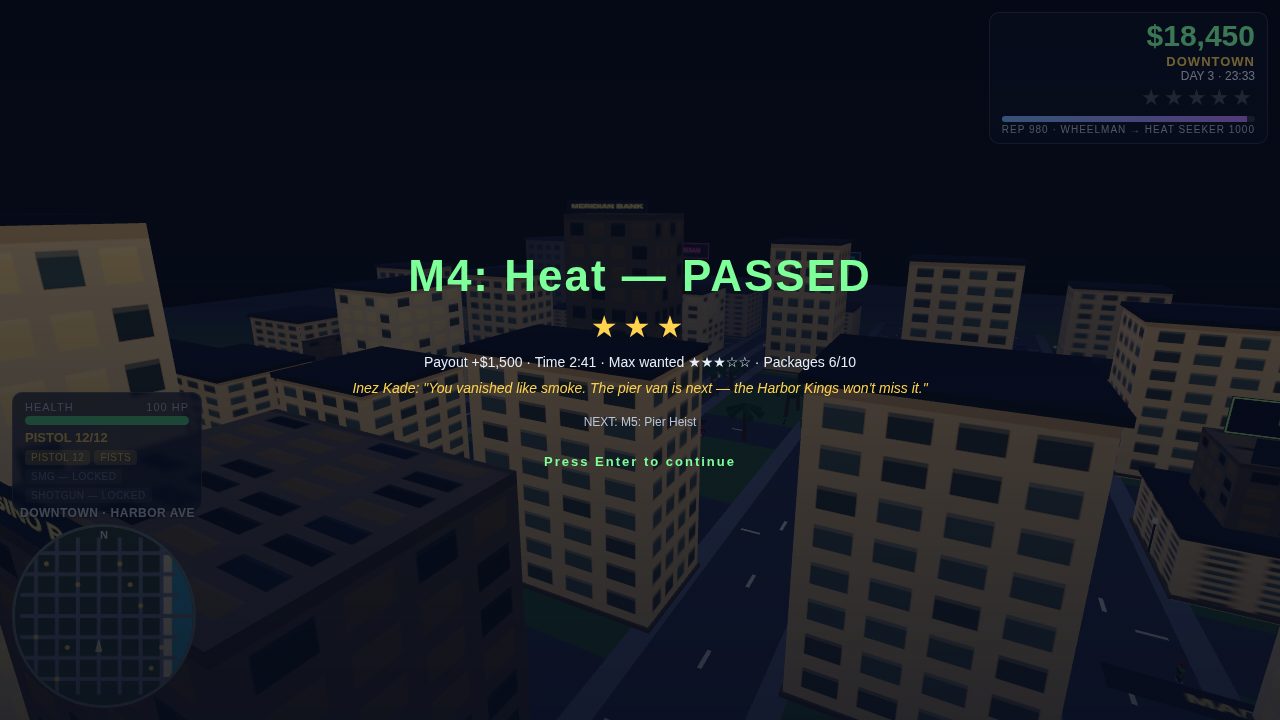 $18,450
DOWNTOWN
DAY 3 · 23:33
★★★★★
REP 980 · WHEELMAN → HEAT SEEKER 1000
MERIDIAN BANK
M4: Heat — PASSED
★ ★ ★
Payout +$1,500 · Time 2:41 · Max wanted ★★★☆☆ · Packages 6/10
Inez Kade: "You vanished like smoke. The pier van is next — the Harbor Kings won't miss it."
NEXT: M5: Pier Heist
Press Enter to continue
HEALTH 100 HP
PISTOL 12/12
PISTOL 12 FISTS
SMG — LOCKED
SHOTGUN — LOCKED
DOWNTOWN · HARBOR AVE
N